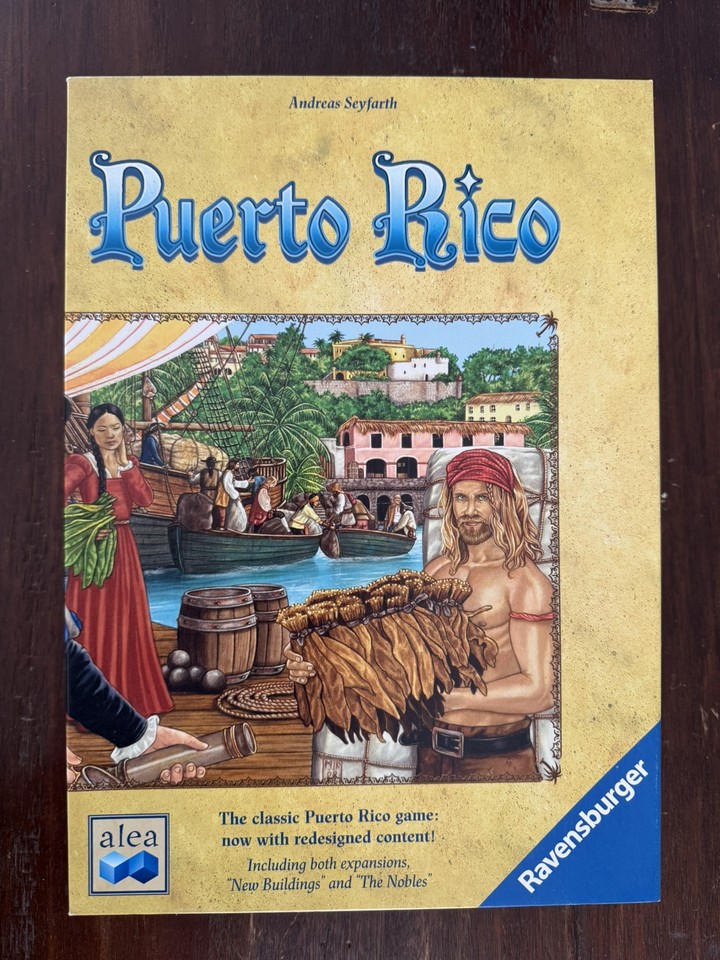 Andreas Seyfarth
Puerto Rico
The classic Puerto Rico game:
now with redesigned content!
Including both expansions,
"New Buildings" and "The Nobles"
alea
Ravensburger